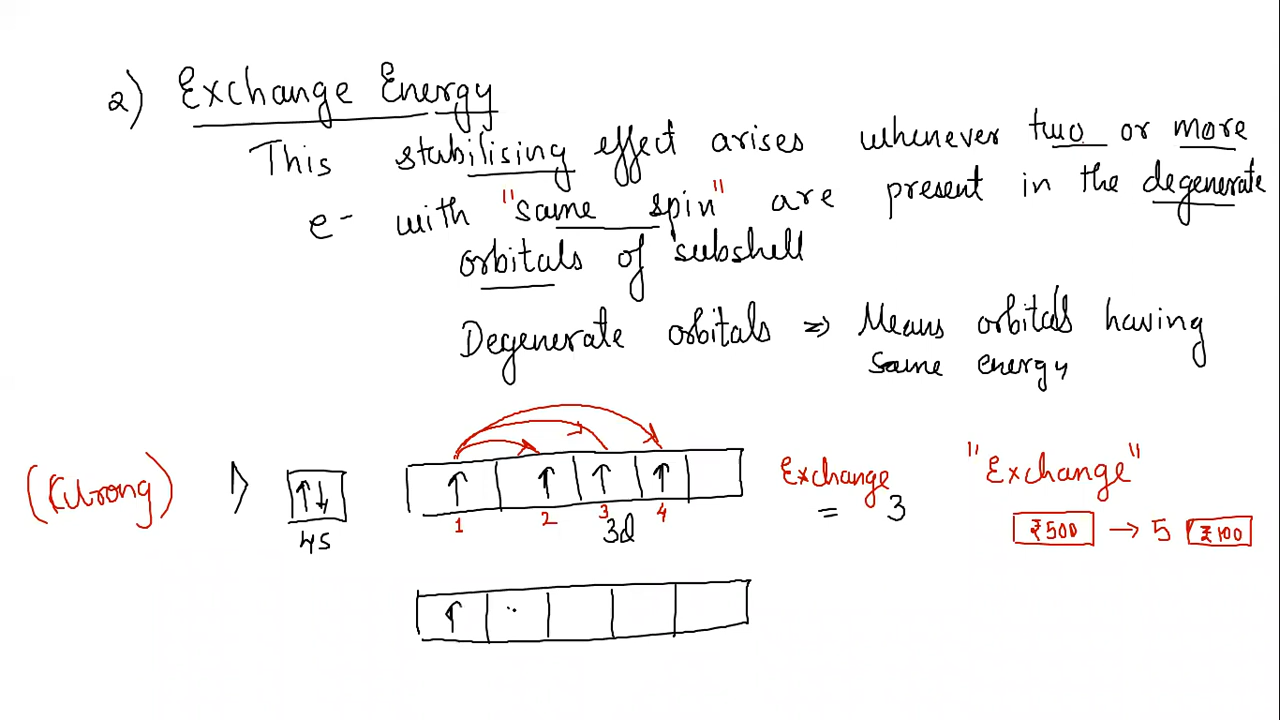 2) Exchange Energy
This stabilising effect arises whenever two or more
e- with "same spin" are present in the degenerate
orbitals of subshell
Degenerate orbitals => Means orbitals having
same energy
(Wrong)
↑↓
4s
↑ ↑ ↑ ↑
1 2 3 4
3d
Exchange
= 3
"Exchange"
₹500 → 5 ₹100
↑